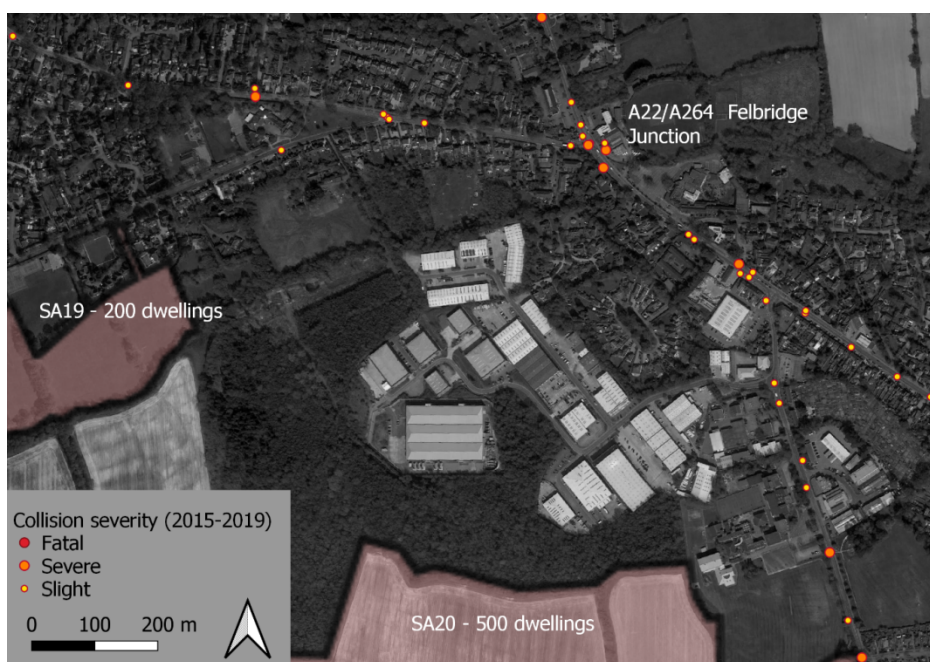 A22/A264 Felbridge
Junction
SA19 - 200 dwellings
Collision severity (2015-2019)
Fatal
Severe
Slight
0 100 200 m
SA20 - 500 dwellings